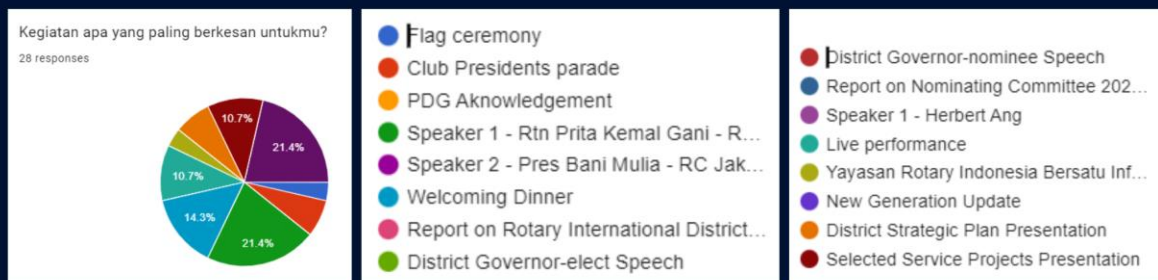 Kegiatan apa yang paling berkesan untukmu?
28 responses
10.7%
21.4%
10.7%
14.3%
21.4%
Flag ceremony
Club Presidents parade
PDG Aknowledgement
Speaker 1 - Rtn Prita Kemal Gani - R...
Speaker 2 - Pres Bani Mulia - RC Jak...
Welcoming Dinner
Report on Rotary International District...
District Governor-elect Speech
District Governor-nominee Speech
Report on Nominating Committee 202...
Speaker 1 - Herbert Ang
Live performance
Yayasan Rotary Indonesia Bersatu Inf...
New Generation Update
District Strategic Plan Presentation
Selected Service Projects Presentation